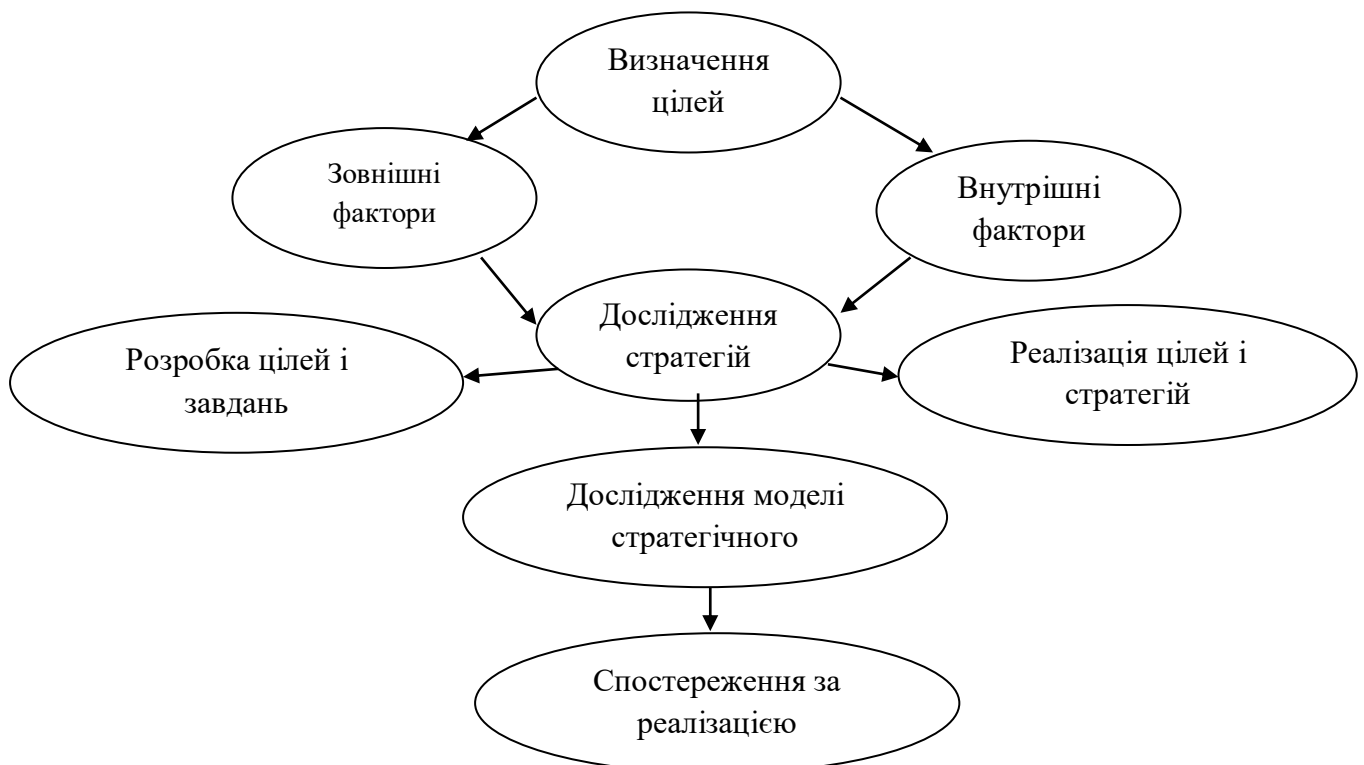 Визначення
цілей
Зовнішні
фактори
Внутрішні
фактори
Дослідження
стратегій
Розробка цілей і
завдань
Реалізація цілей і
стратегій
Дослідження моделі
стратегічного
Спостереження за
реалізацією